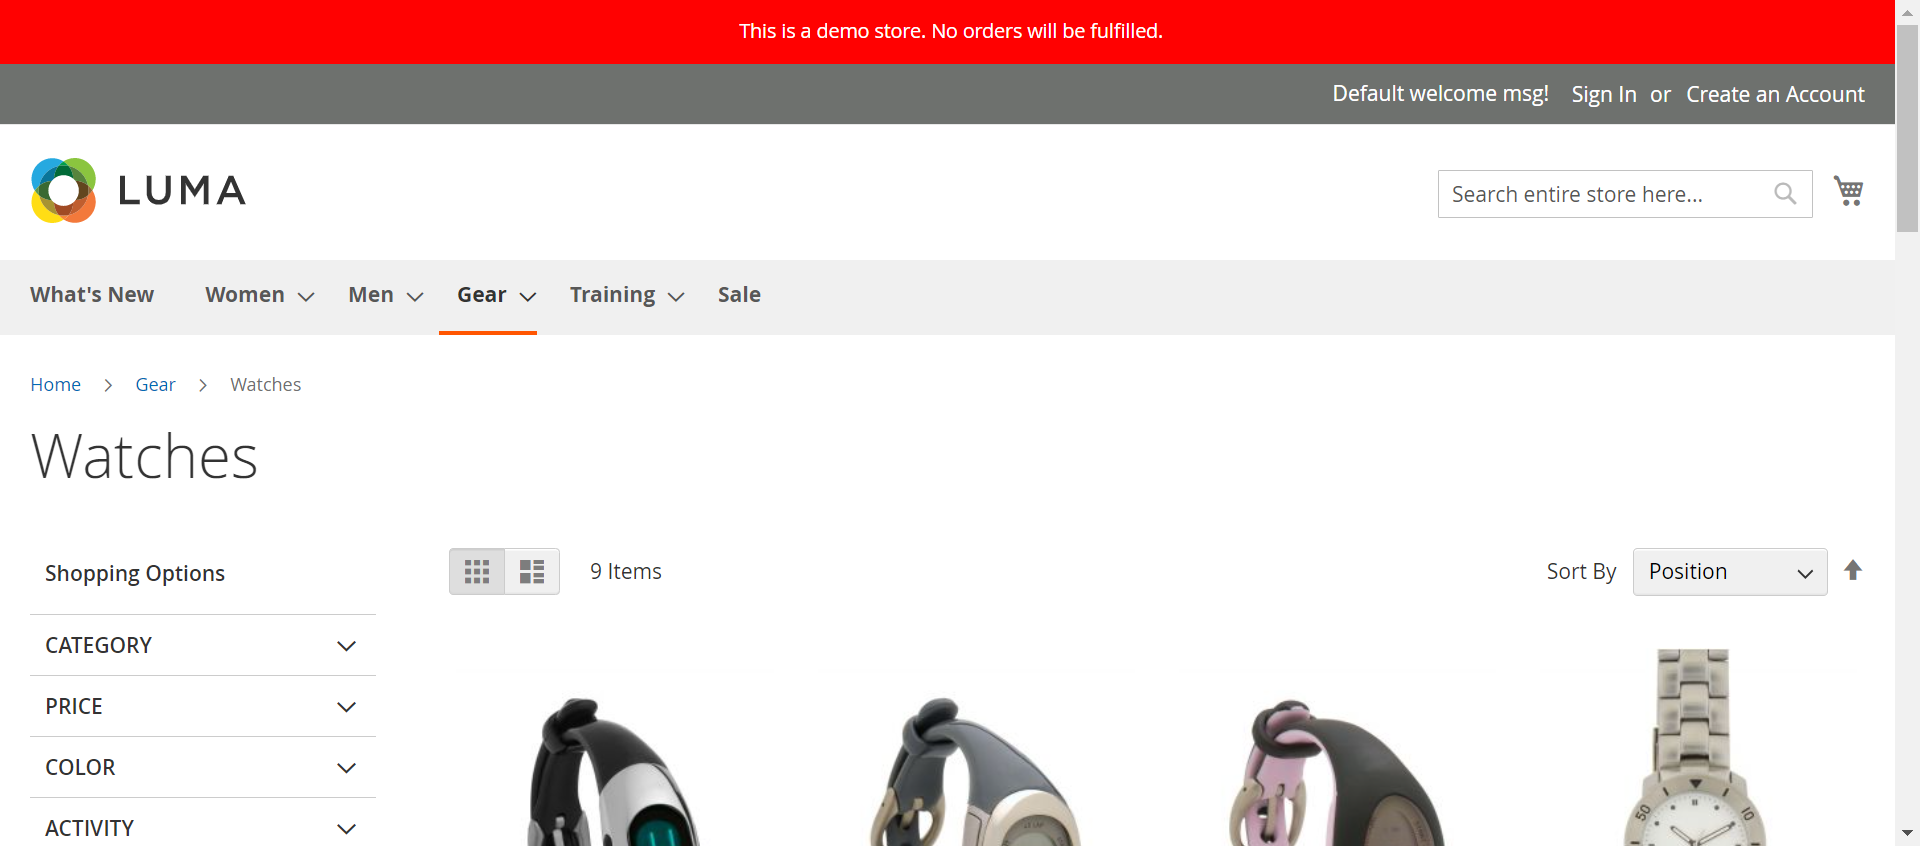 This is a demo store. No orders will be fulfilled.
Default welcome msg! Sign In or Create an Account
LUMA
Search entire store here...
What's New Women Men Gear Training Sale
Home Gear Watches
Watches
Shopping Options
9 Items
Sort By Position
CATEGORY
PRICE
COLOR
ACTIVITY
50
10